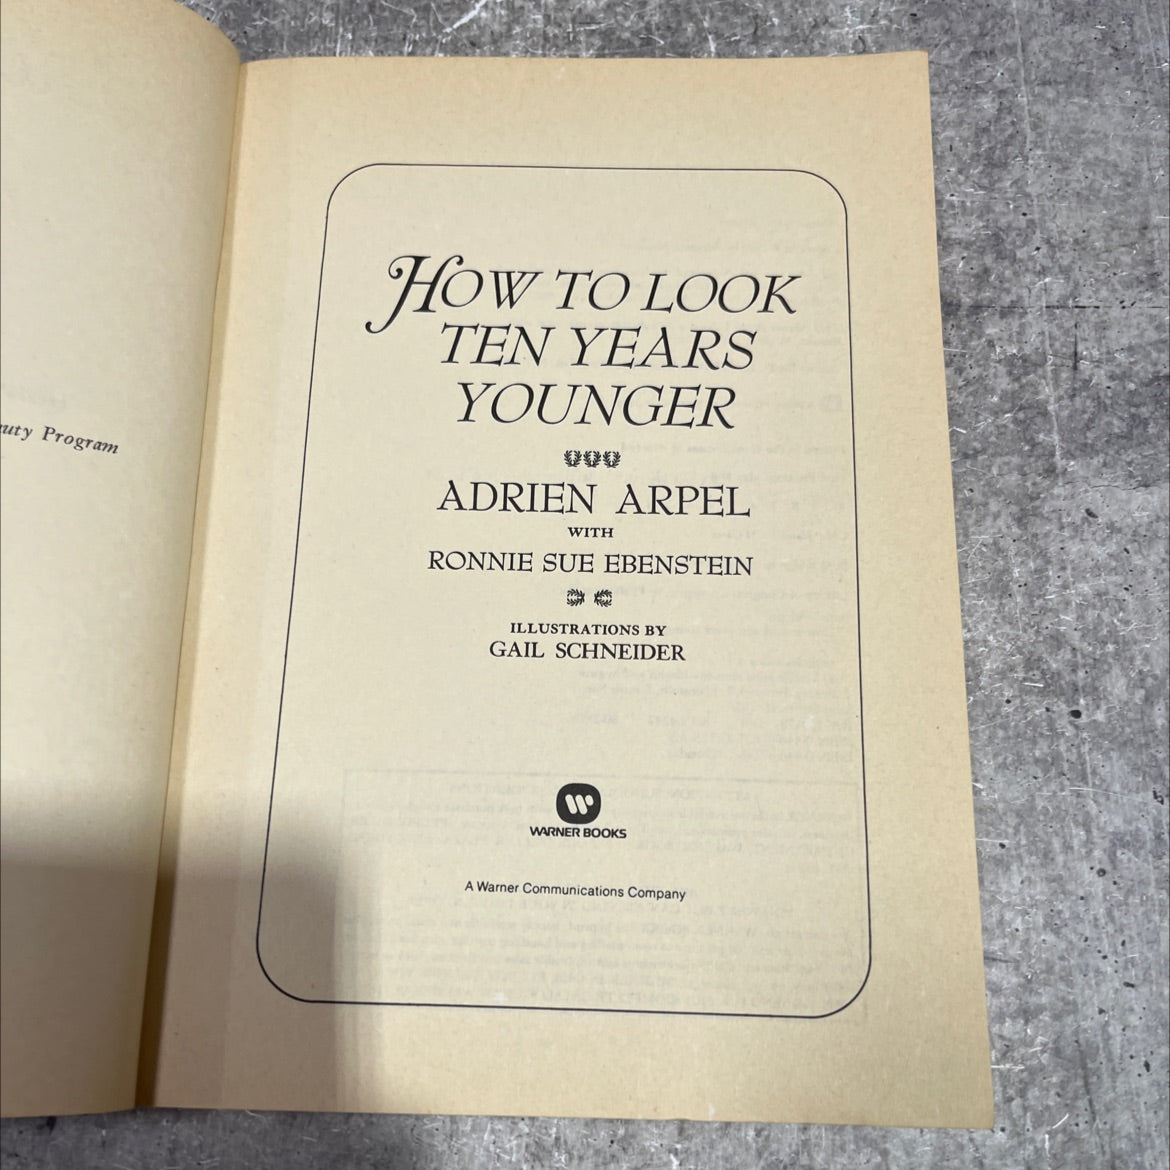 uty Program
HOW TO LOOK
TEN YEARS
YOUNGER
ADRIEN ARPEL
WITH
RONNIE SUE EBENSTEIN
ILLUSTRATIONS BY
GAIL SCHNEIDER
WARNER BOOKS
A Warner Communications Company